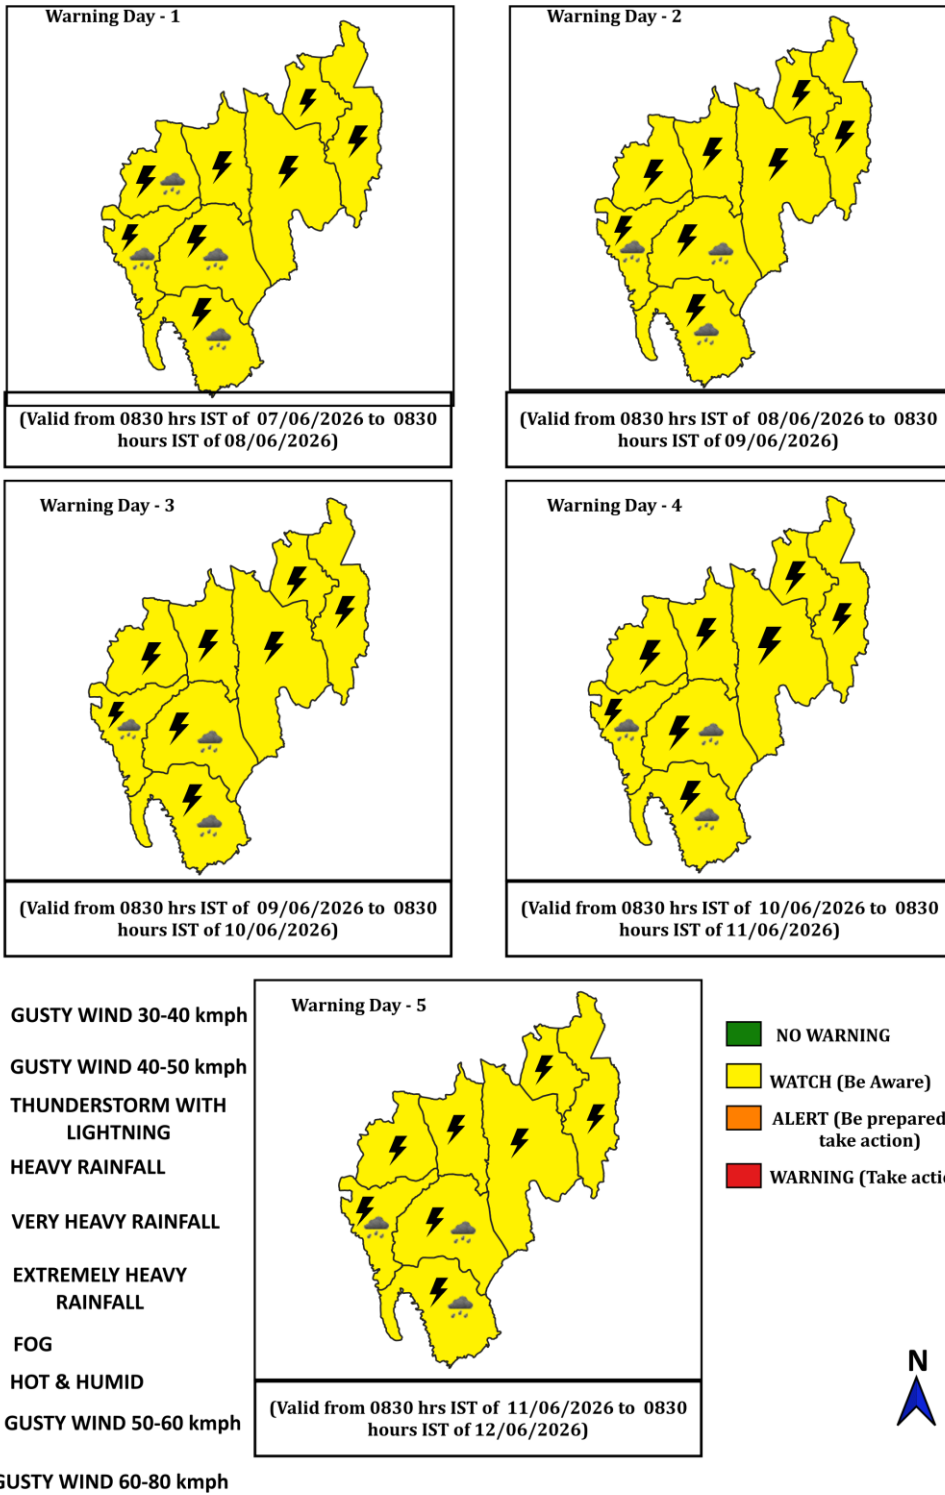 Warning Day - 1
(Valid from 0830 hrs IST of 07/06/2026 to 0830
hours IST of 08/06/2026)
Warning Day - 2
(Valid from 0830 hrs IST of 08/06/2026 to 0830
hours IST of 09/06/2026)
Warning Day - 3
(Valid from 0830 hrs IST of 09/06/2026 to 0830
hours IST of 10/06/2026)
Warning Day - 4
(Valid from 0830 hrs IST of 10/06/2026 to 0830
hours IST of 11/06/2026)
GUSTY WIND 30-40 kmph
GUSTY WIND 40-50 kmph
THUNDERSTORM WITH
LIGHTNING
HEAVY RAINFALL
VERY HEAVY RAINFALL
EXTREMELY HEAVY
RAINFALL
FOG
HOT & HUMID
GUSTY WIND 50-60 kmph
GUSTY WIND 60-80 kmph
Warning Day - 5
(Valid from 0830 hrs IST of 11/06/2026 to 0830
hours IST of 12/06/2026)
NO WARNING
WATCH (Be Aware)
ALERT (Be prepared
take action)
WARNING (Take acti
N